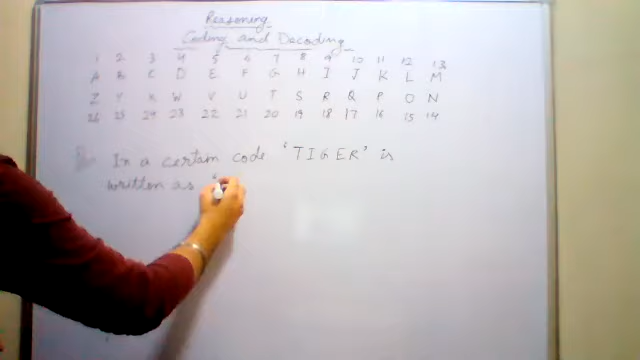 Reasoning
Coding and Decoding
1 2 3 4 5 6 7 8 9 10 11 12 13
A B C D E F G H I J K L M
Z Y X W V U T S R Q P O N
26 25 24 23 22 21 20 19 18 17 16 15 14
In a certain code 'TIGER' is
written as '